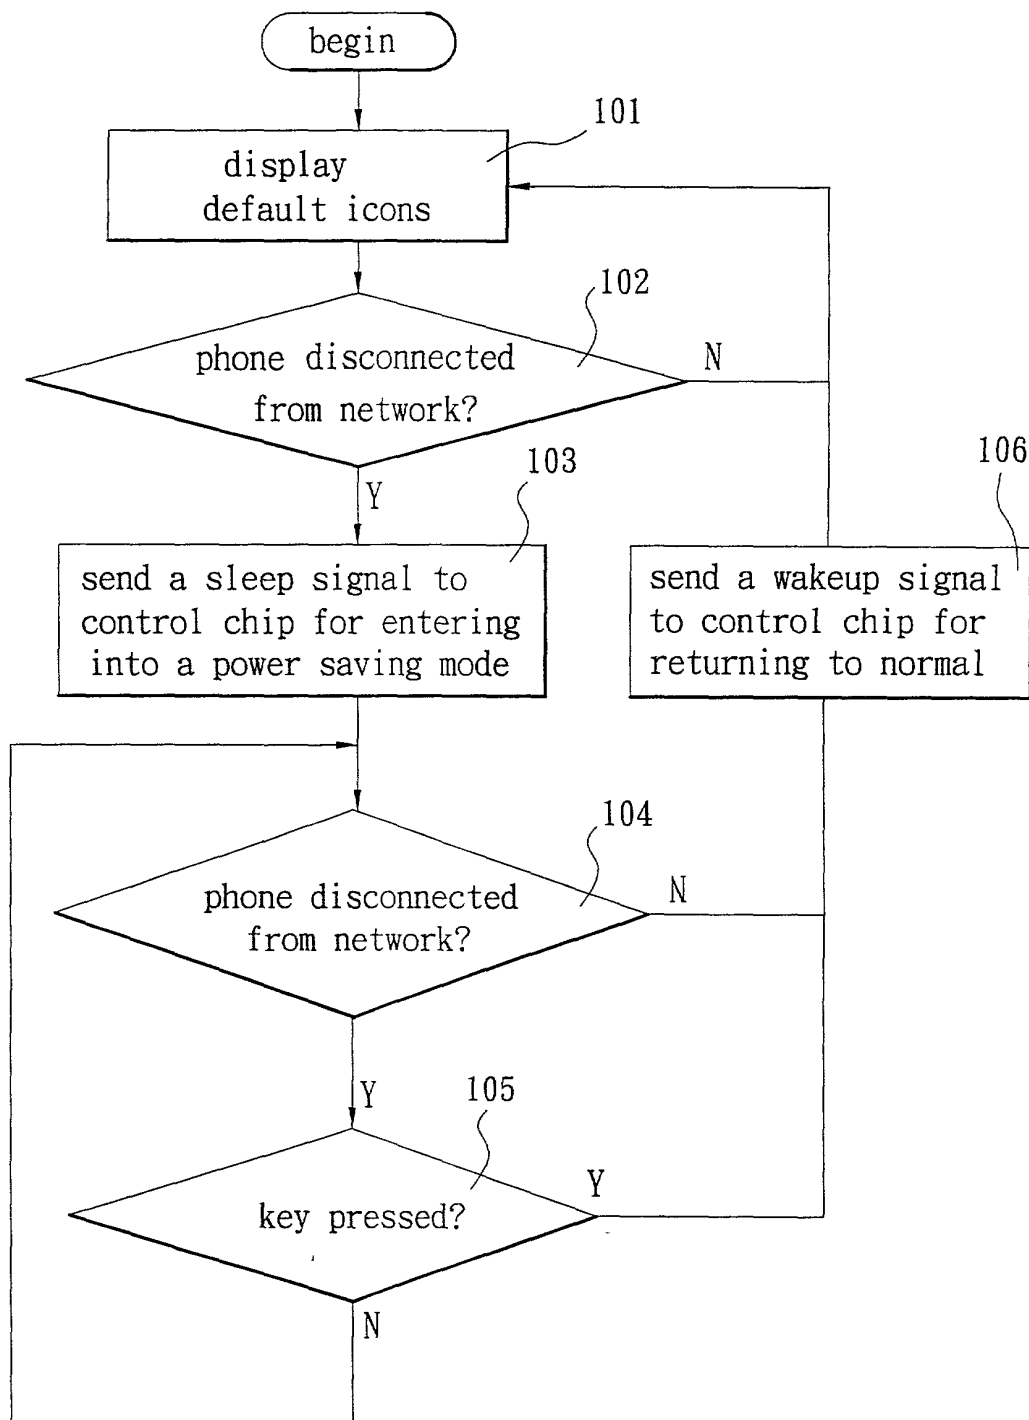 begin
101
display
default icons
102
phone disconnected
from network?
N
103
Y
106
send a sleep signal to
control chip for entering
into a power saving mode
send a wakeup signal
to control chip for
returning to normal
104
phone disconnected
from network?
N
Y
105
key pressed?
Y
N